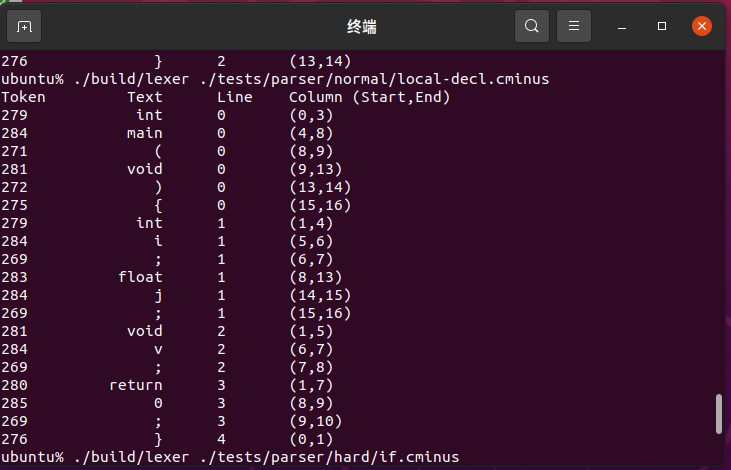 终端
276              }      2       (13,14)
ubuntu% ./build/lexer ./tests/parser/normal/local-decl.cminus
Token         Text      Line    Column (Start,End)
279            int      0       (0,3)
284           main      0       (4,8)
271              (      0       (8,9)
281           void      0       (9,13)
272              )      0       (13,14)
275              {      0       (15,16)
279            int      1       (1,4)
284              i      1       (5,6)
269              ;      1       (6,7)
283          float      1       (8,13)
284              j      1       (14,15)
269              ;      1       (15,16)
281           void      2       (1,5)
284              v      2       (6,7)
269              ;      2       (7,8)
280         return      3       (1,7)
285              0      3       (8,9)
269              ;      3       (9,10)
276              }      4       (0,1)
ubuntu% ./build/lexer ./tests/parser/hard/if.cminus